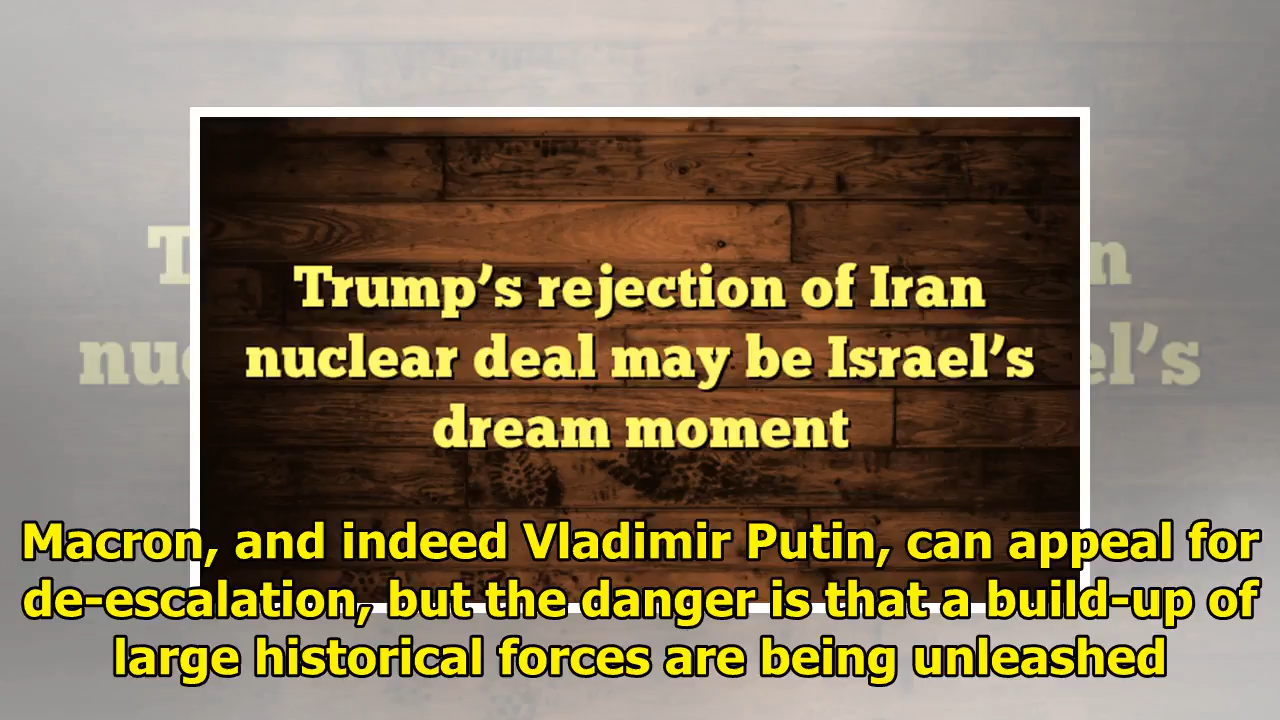 Trump’s rejection of Iran
nuclear deal may be Israel’s
dream moment
Macron, and indeed Vladimir Putin, can appeal for
de-escalation, but the danger is that a build-up of
large historical forces are being unleashed